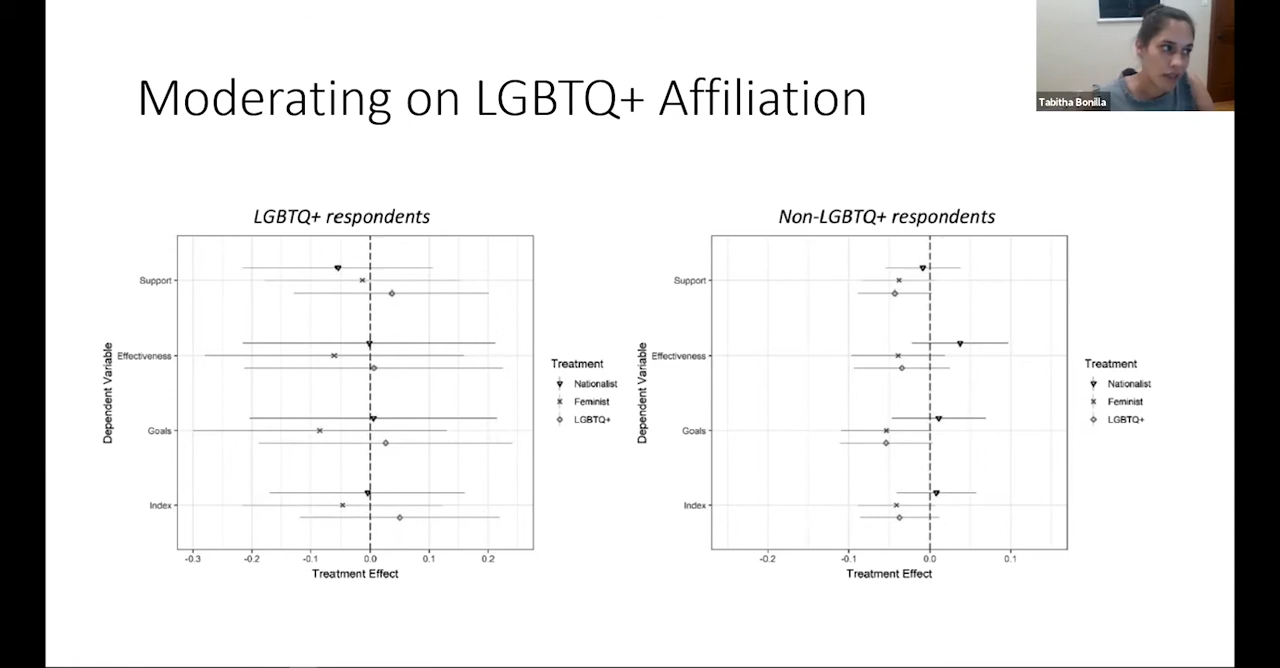 Moderating on LGBTQ+ Affiliation
Tabitha Bonilla
LGBTQ+ respondents
Dependent Variable
Support
Effectiveness
Goals
Index
-0.3 -0.2 -0.1 0.0 0.1 0.2
Treatment Effect
Treatment
Nationalist
Feminist
LGBTQ+
Non-LGBTQ+ respondents
Dependent Variable
Support
Effectiveness
Goals
Index
-0.2 -0.1 0.0 0.1
Treatment Effect
Treatment
Nationalist
Feminist
LGBTQ+